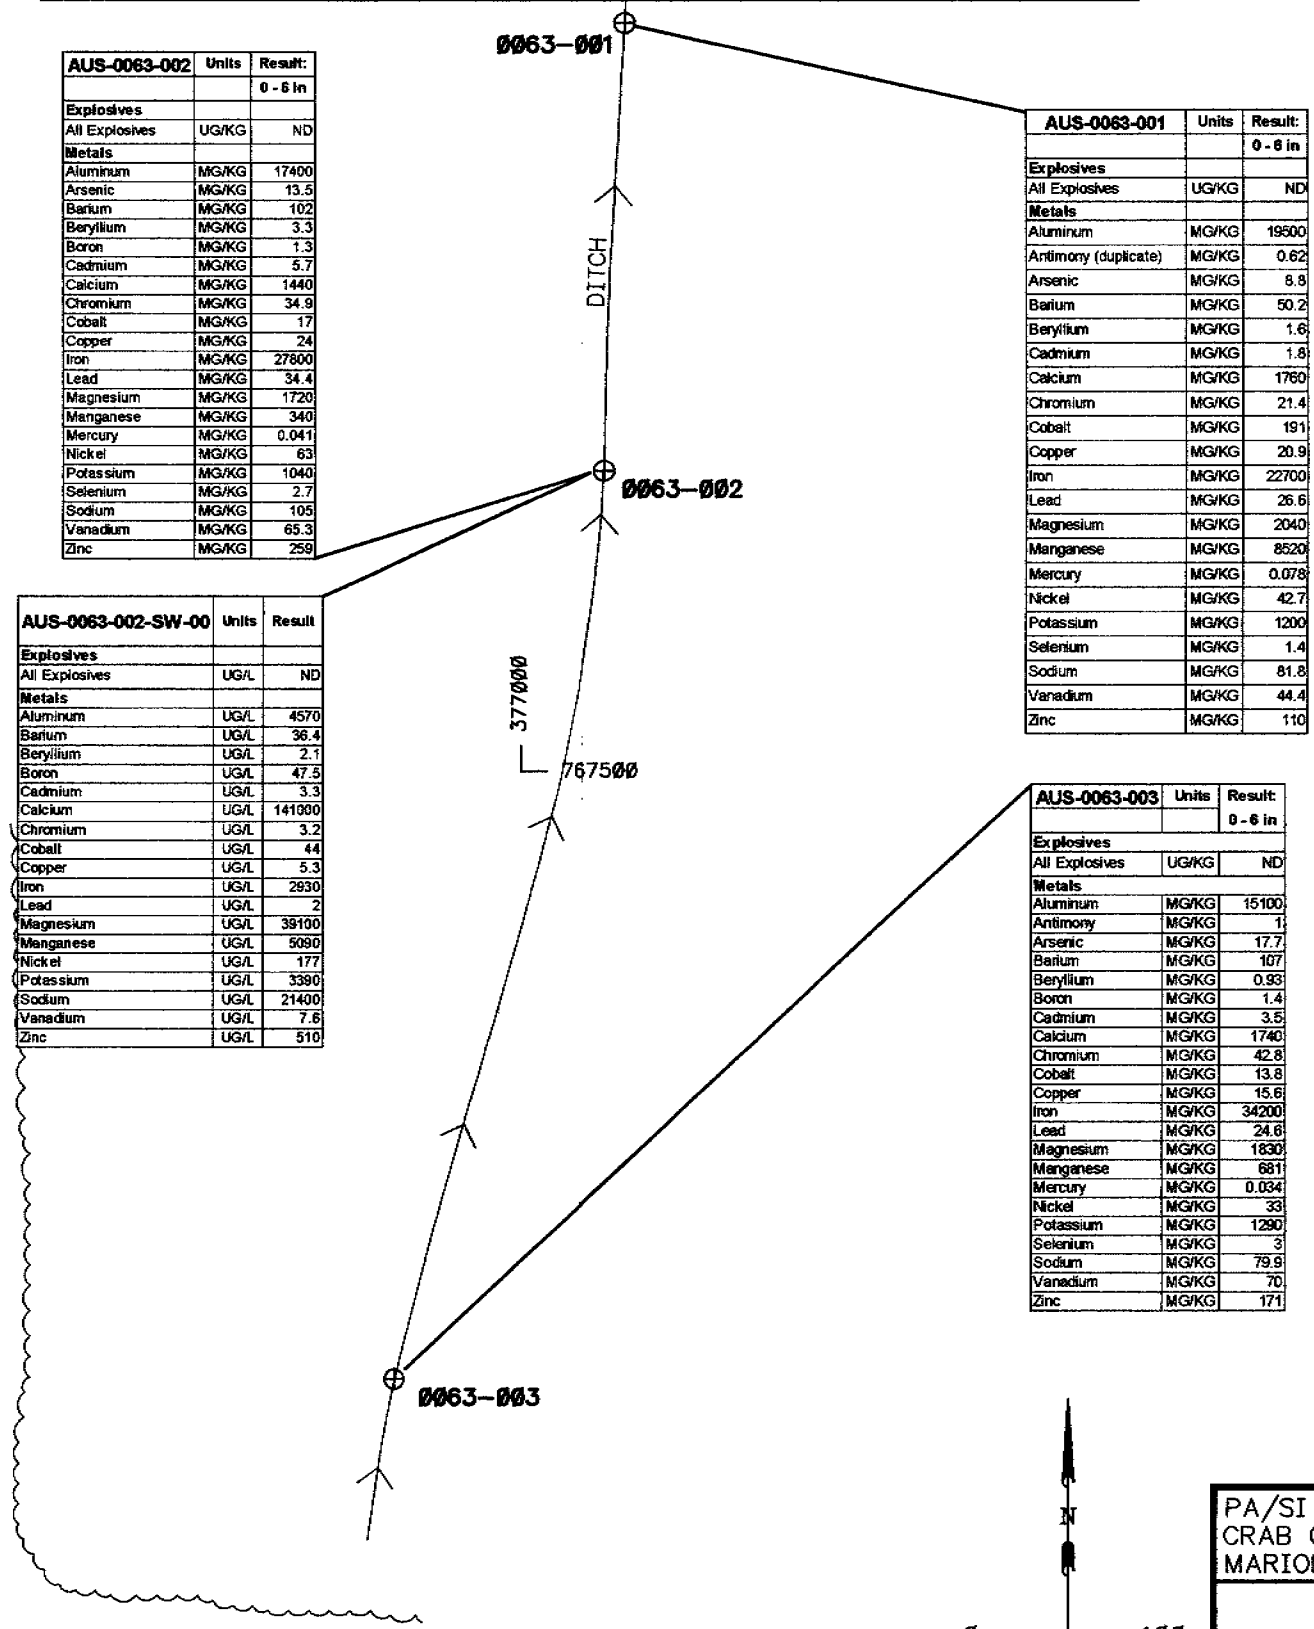 0063-001
AUS-0063-002 Units Result:
0 - 6 in
Explosives
All Explosives UG/KG ND
Metals
Aluminum MG/KG 17400
Arsenic MG/KG 13.5
Barium MG/KG 102
Beryllium MG/KG 3.3
Boron MG/KG 1.3
Cadmium MG/KG 5.7
Calcium MG/KG 1440
Chromium MG/KG 34.9
Cobalt MG/KG 17
Copper MG/KG 24
Iron MG/KG 27800
Lead MG/KG 34.4
Magnesium MG/KG 1720
Manganese MG/KG 340
Mercury MG/KG 0.041
Nickel MG/KG 63
Potassium MG/KG 1040
Selenium MG/KG 2.7
Sodium MG/KG 105
Vanadium MG/KG 65.3
Zinc MG/KG 259
AUS-0063-001 Units Result:
0 - 6 in
Explosives
All Explosives UG/KG ND
Metals
Aluminum MG/KG 19500
Antimony (duplicate) MG/KG 0.62
Arsenic MG/KG 8.8
Barium MG/KG 50.2
Beryllium MG/KG 1.6
Cadmium MG/KG 1.8
Calcium MG/KG 1760
Chromium MG/KG 21.4
Cobalt MG/KG 191
Copper MG/KG 20.9
Iron MG/KG 22700
Lead MG/KG 26.6
Magnesium MG/KG 2040
Manganese MG/KG 8520
Mercury MG/KG 0.078
Nickel MG/KG 42.7
Potassium MG/KG 1200
Selenium MG/KG 1.4
Sodium MG/KG 81.8
Vanadium MG/KG 44.4
Zinc MG/KG 110
DITCH
0063-002
AUS-0063-002-SW-00 Units Result
Explosives
All Explosives UG/L ND
Metals
Aluminum UG/L 4570
Barium UG/L 36.4
Beryllium UG/L 2.1
Boron UG/L 47.5
Cadmium UG/L 3.3
Calcium UG/L 141000
Chromium UG/L 3.2
Cobalt UG/L 44
Copper UG/L 5.3
Iron UG/L 2930
Lead UG/L 2
Magnesium UG/L 39100
Manganese UG/L 5090
Nickel UG/L 177
Potassium UG/L 3390
Sodium UG/L 21400
Vanadium UG/L 7.6
Zinc UG/L 510
377000
767500
AUS-0063-003 Units Result:
0 - 6 in
Explosives
All Explosives UG/KG ND
Metals
Aluminum MG/KG 15100
Antimony MG/KG 1
Arsenic MG/KG 17.7
Barium MG/KG 107
Beryllium MG/KG 0.93
Boron MG/KG 1.4
Cadmium MG/KG 3.5
Calcium MG/KG 1740
Chromium MG/KG 42.8
Cobalt MG/KG 13.8
Copper MG/KG 15.6
Iron MG/KG 34200
Lead MG/KG 24.6
Magnesium MG/KG 1830
Manganese MG/KG 681
Mercury MG/KG 0.034
Nickel MG/KG 33
Potassium MG/KG 1290
Selenium MG/KG 3
Sodium MG/KG 79.9
Vanadium MG/KG 70
Zinc MG/KG 171
0063-003
N
PA/SI
CRAB
MARION